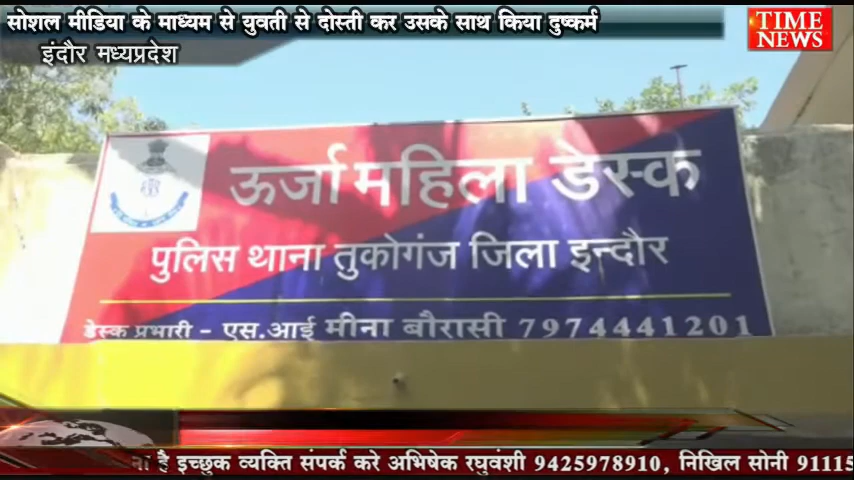 सोशल मीडिया के माध्यम से युवती से दोस्ती कर उसके साथ किया दुष्कर्म
इंदौर मध्यप्रदेश
TIME
NEWS
ऊर्जा महिला डेस्क
पुलिस थाना तुकोगंज जिला इन्दौर
डेस्क प्रभारी - एस.आई मीना बौरासी 7974441201
है इच्छुक व्यक्ति संपर्क करे अभिषेक रघुवंशी 9425978910, निखिल सोनी 91115